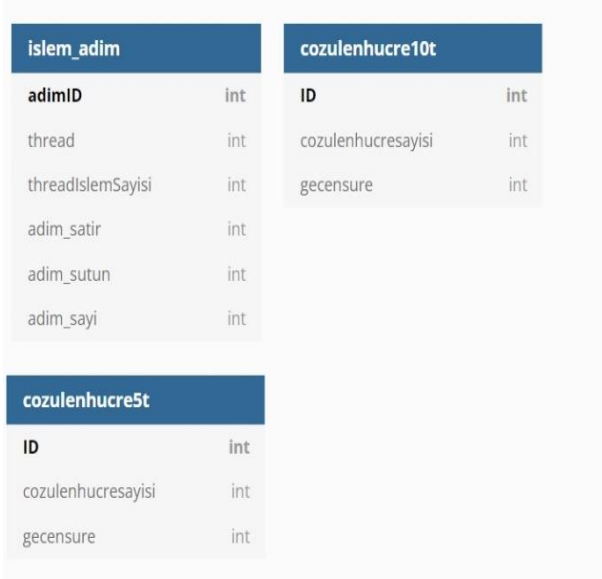 islem_adim
adimID int
thread int
threadIslemSayisi int
adim_satir int
adim_sutun int
adim_sayi int
cozulenhucre10t
ID int
cozulenhucresayisi int
gecensure int
cozulenhucre5t
ID int
cozulenhucresayisi int
gecensure int